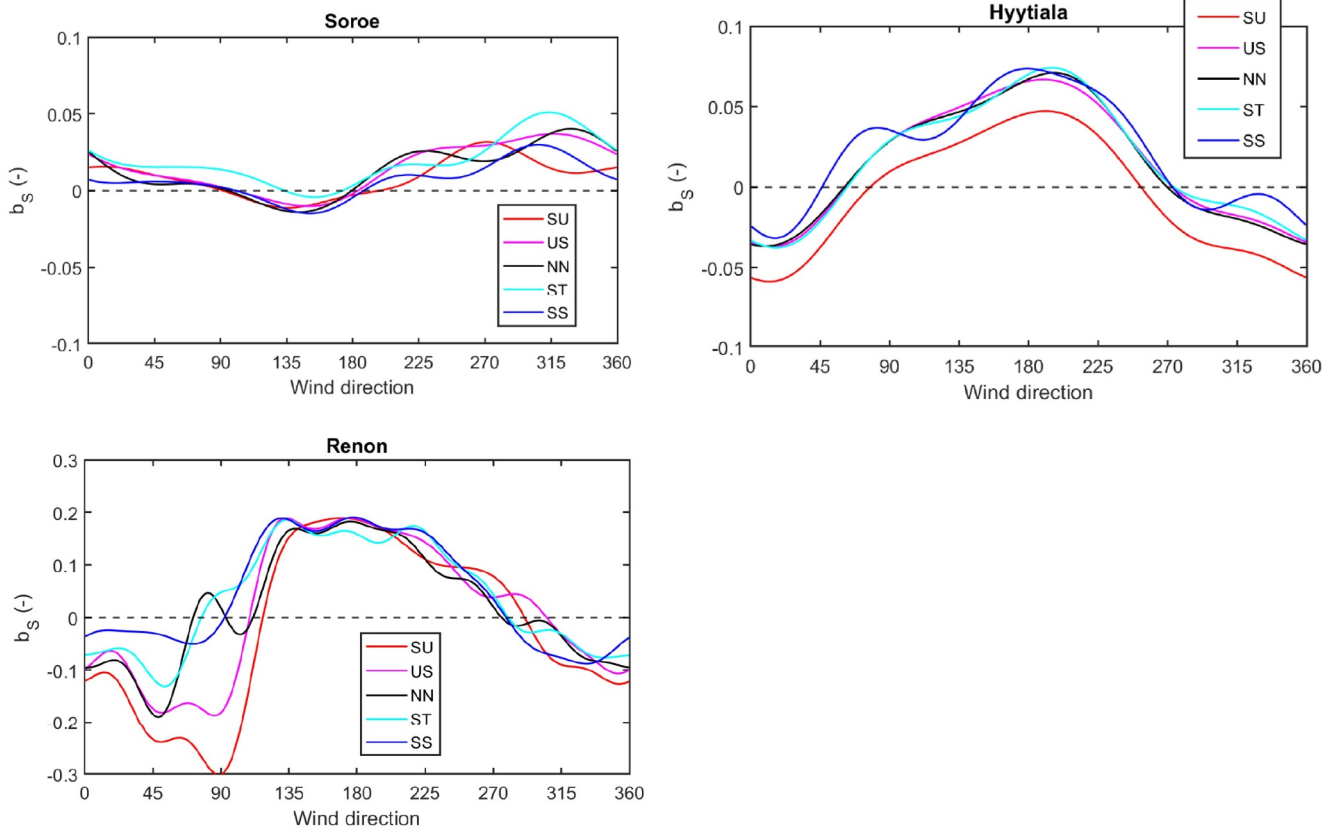 Soroe
0.1
0.05
0
-0.05
-0.1
b_S (-)
SU
US
NN
ST
SS
0 45 90 135 180 225 270 315 360
Wind direction
Hyytiala
0.1
0.05
0
-0.05
-0.1
b_S (-)
SU
US
NN
ST
SS
0 45 90 135 180 225 270 315 360
Wind direction
Renon
0.3
0.2
0.1
0
-0.1
-0.2
-0.3
b_S (-)
SU
US
NN
ST
SS
0 45 90 135 180 225 270 315 360
Wind direction